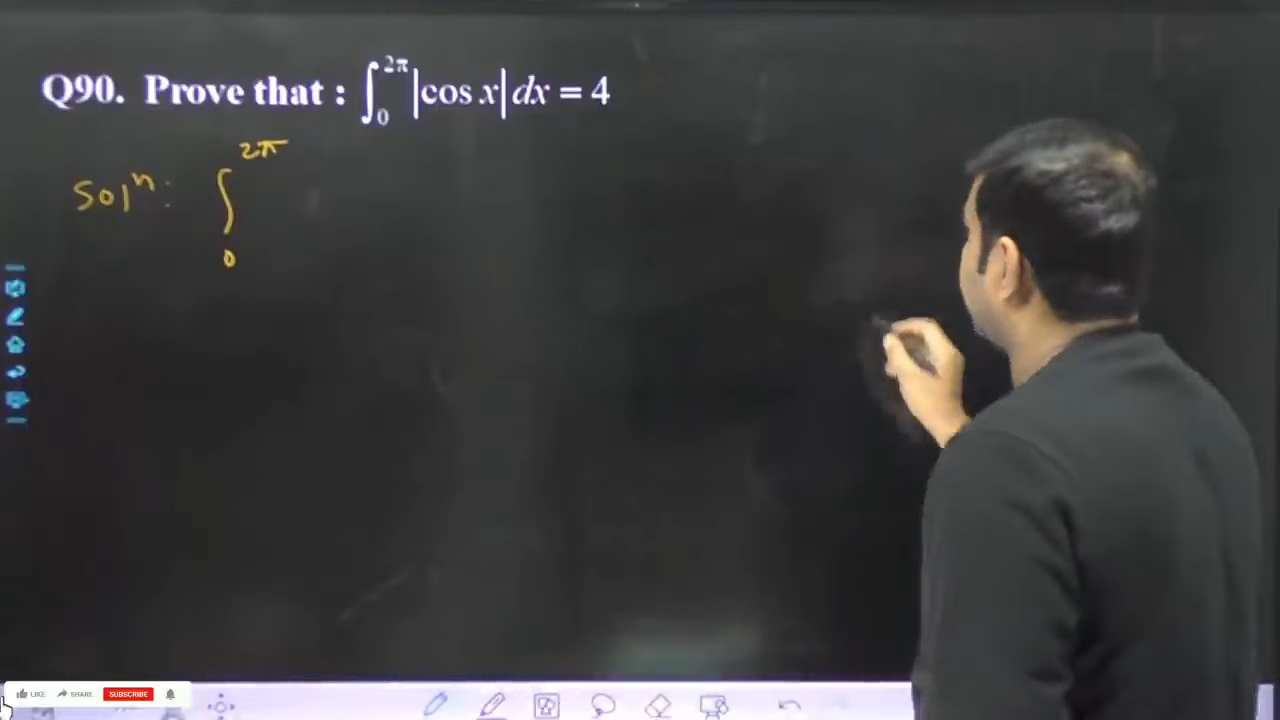 Q90. Prove that : ∫₀^{2π} |cos x| dx = 4
Solⁿ: ∫₀^{2π}
LIKE SHARE SUBSCRIBE